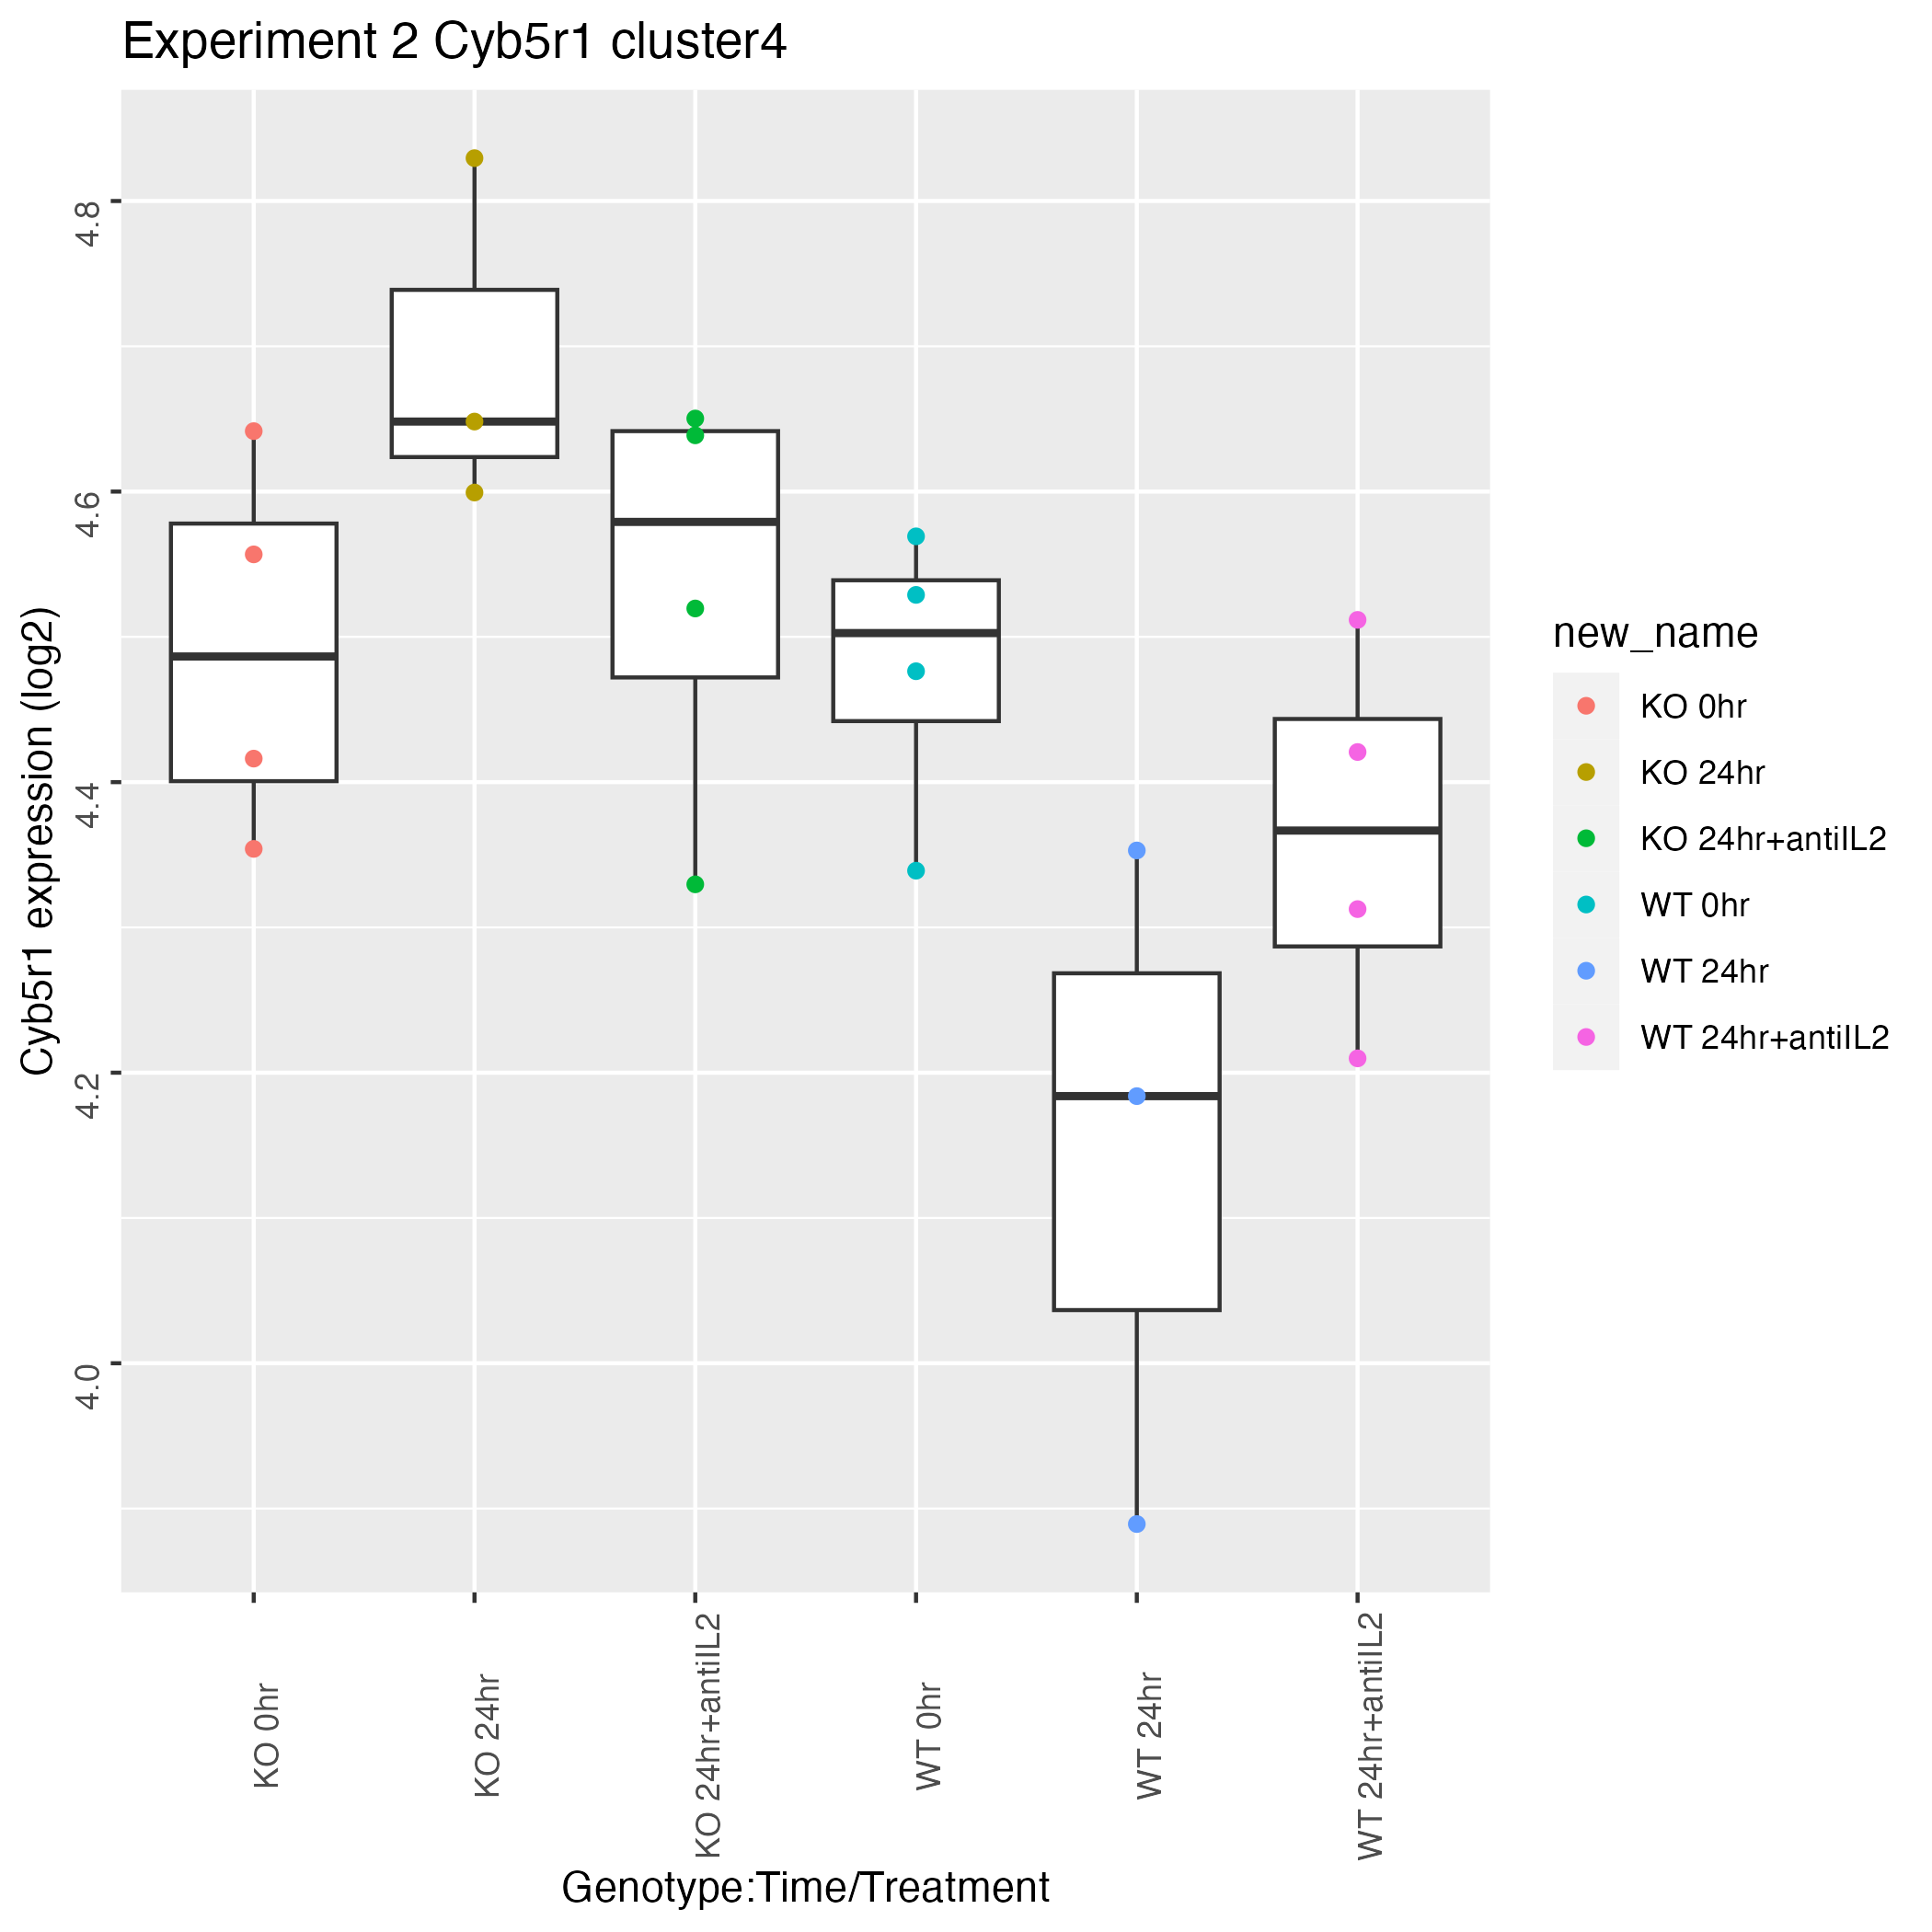 Experiment 2 Cyb5r1 cluster4
Cyb5r1 expression (log2)
4.8
4.6
4.4
4.2
4.0
KO 0hr
KO 24hr
KO 24hr+antiIL2
WT 0hr
WT 24hr
WT 24hr+antiIL2
Genotype:Time/Treatment
new_name
KO 0hr
KO 24hr
KO 24hr+antiIL2
WT 0hr
WT 24hr
WT 24hr+antiIL2